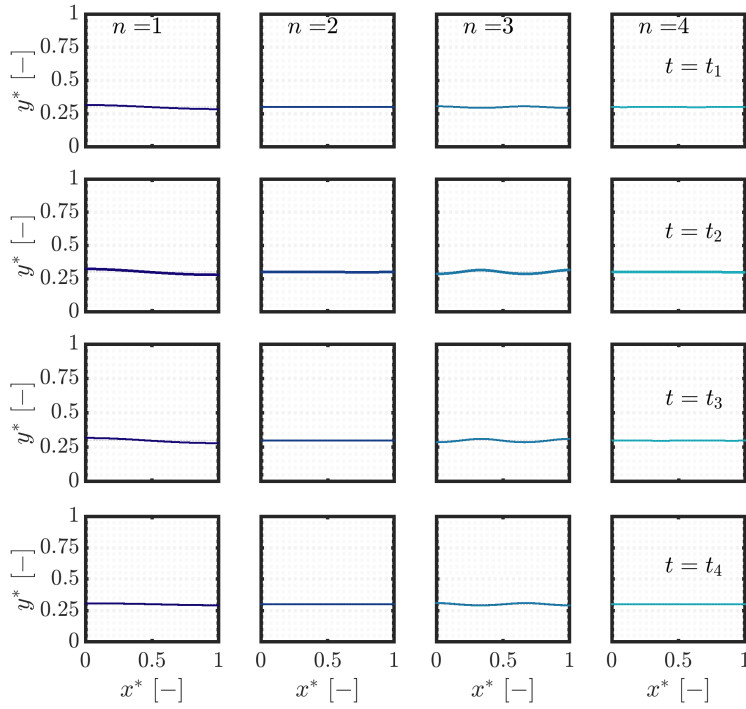 n =1 n =2 n =3 n =4
1
0.75
t = t₁
0.5
0.25
0
y* [−]
1
0.75
t = t₂
0.5
0.25
0
y* [−]
1
0.75
t = t₃
0.5
0.25
0
y* [−]
1
0.75
t = t₄
0.5
0.25
0
y* [−]
0 0.5 1 0 0.5 1 0 0.5 1 0 0.5 1
x* [−] x* [−] x* [−] x* [−]